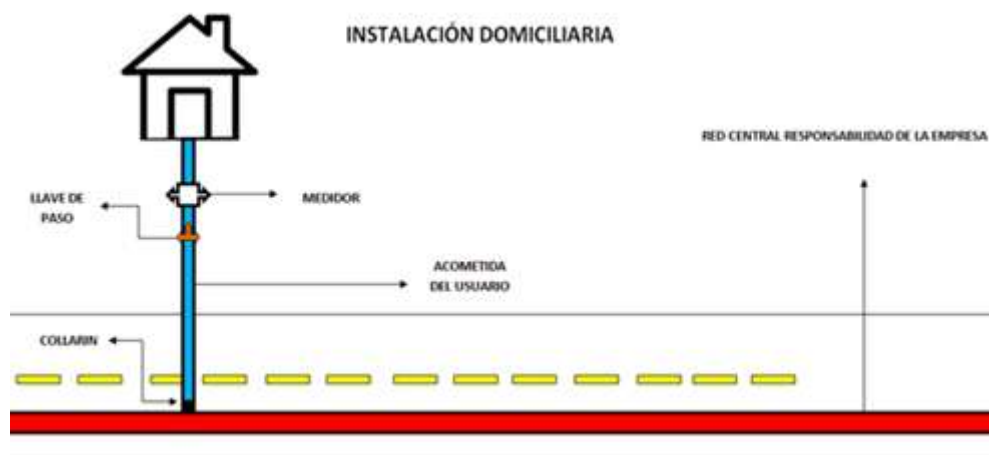 INSTALACIÓN DOMICILIARIA
RED CENTRAL RESPONSABILIDAD DE LA EMPRESA
LLAVE DE
PASO
MEDIDOR
ACOMETIDA
DEL USUARIO
COLLARIN